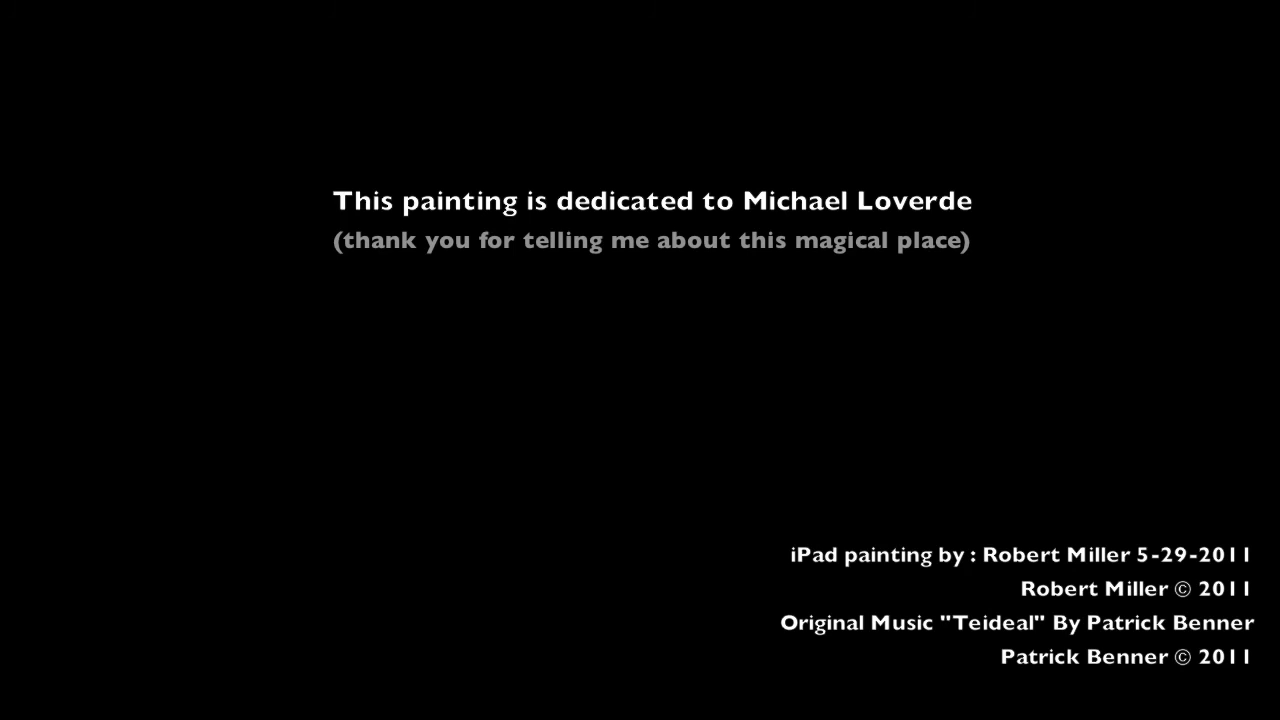 This painting is dedicated to Michael Loverde
(thank you for telling me about this magical place)
iPad painting by : Robert Miller 5-29-2011
Robert Miller © 2011
Original Music "Teideal" By Patrick Benner
Patrick Benner © 2011